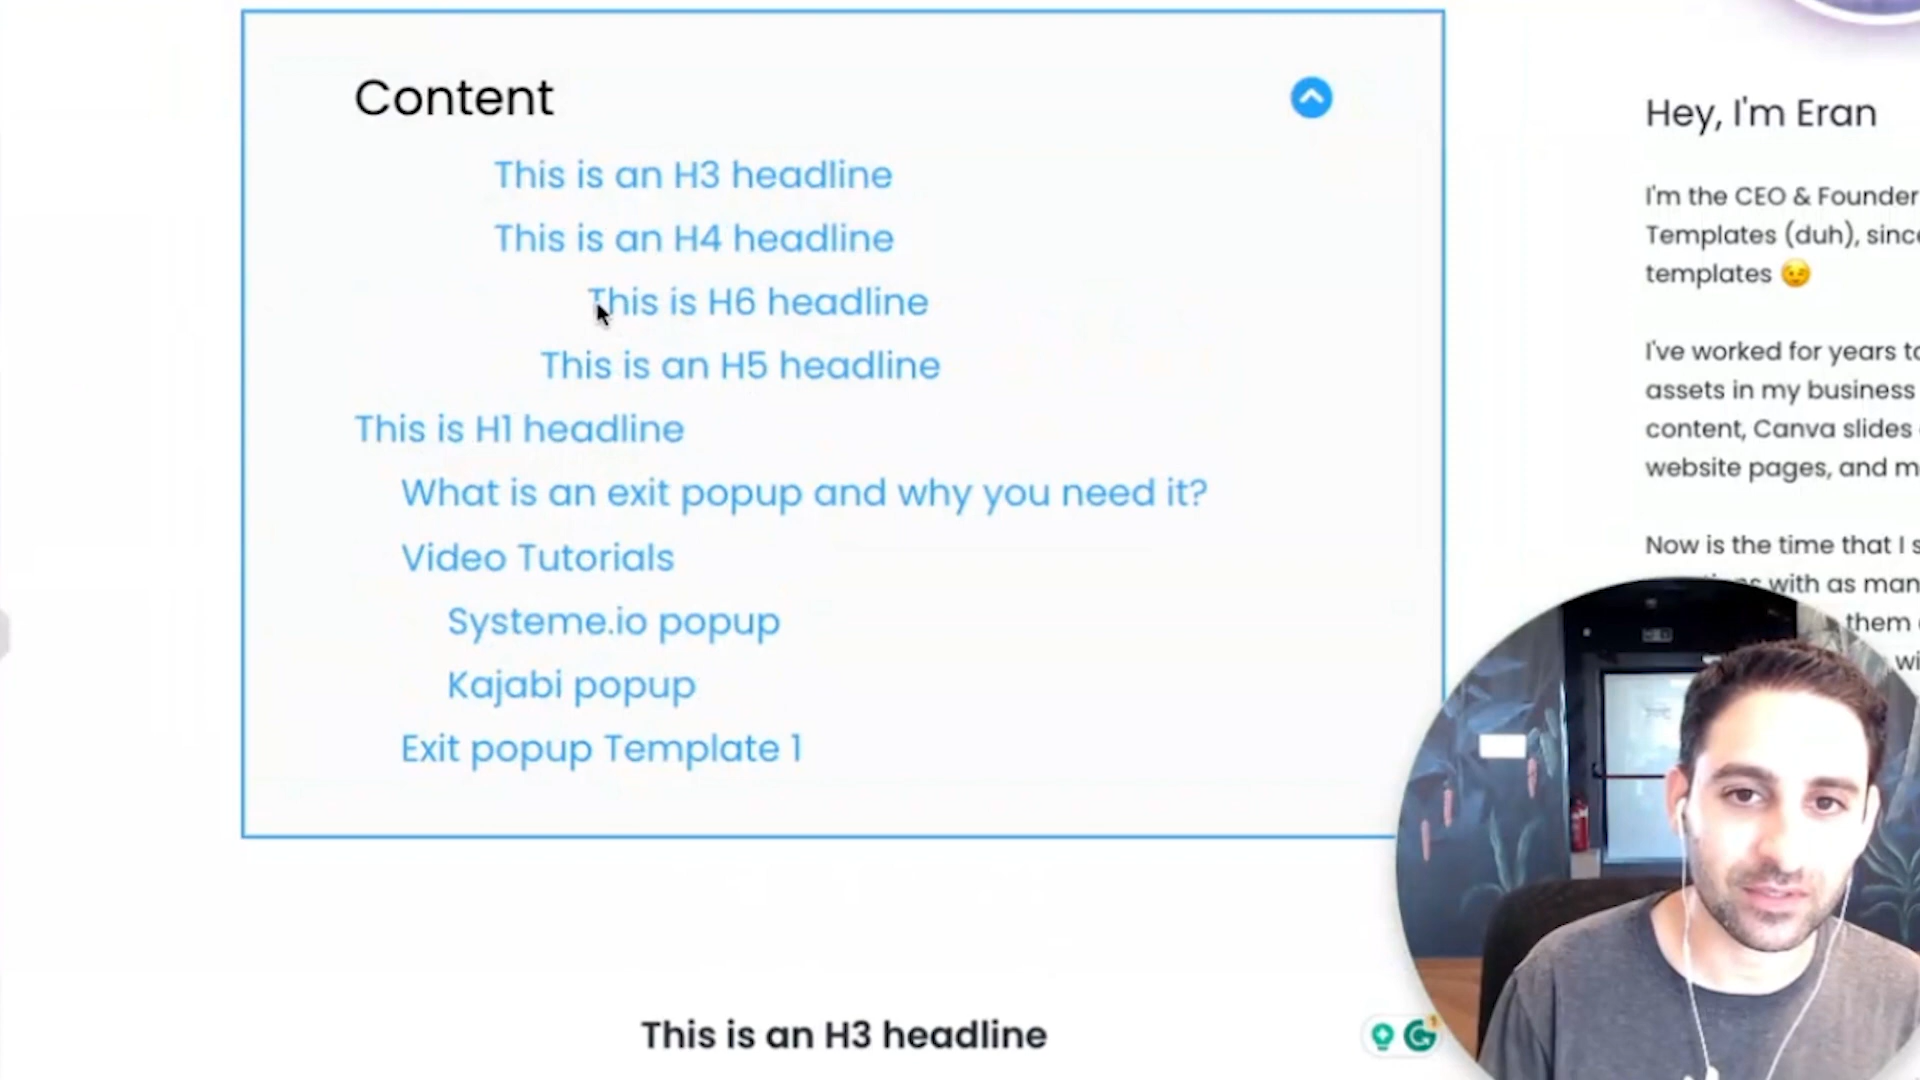 Content
This is an H3 headline
This is an H4 headline
This is H6 headline
This is an H5 headline
This is H1 headline
What is an exit popup and why you need it?
Video Tutorials
Systeme.io popup
Kajabi popup
Exit popup Template 1
This is an H3 headline
Hey, I'm Eran
I'm the CEO & Founder
Templates (duh), since
templates 😉
I've worked for years to
assets in my business
content, Canva slides
website pages, and m
Now is the time that I s
with as man
them
wi